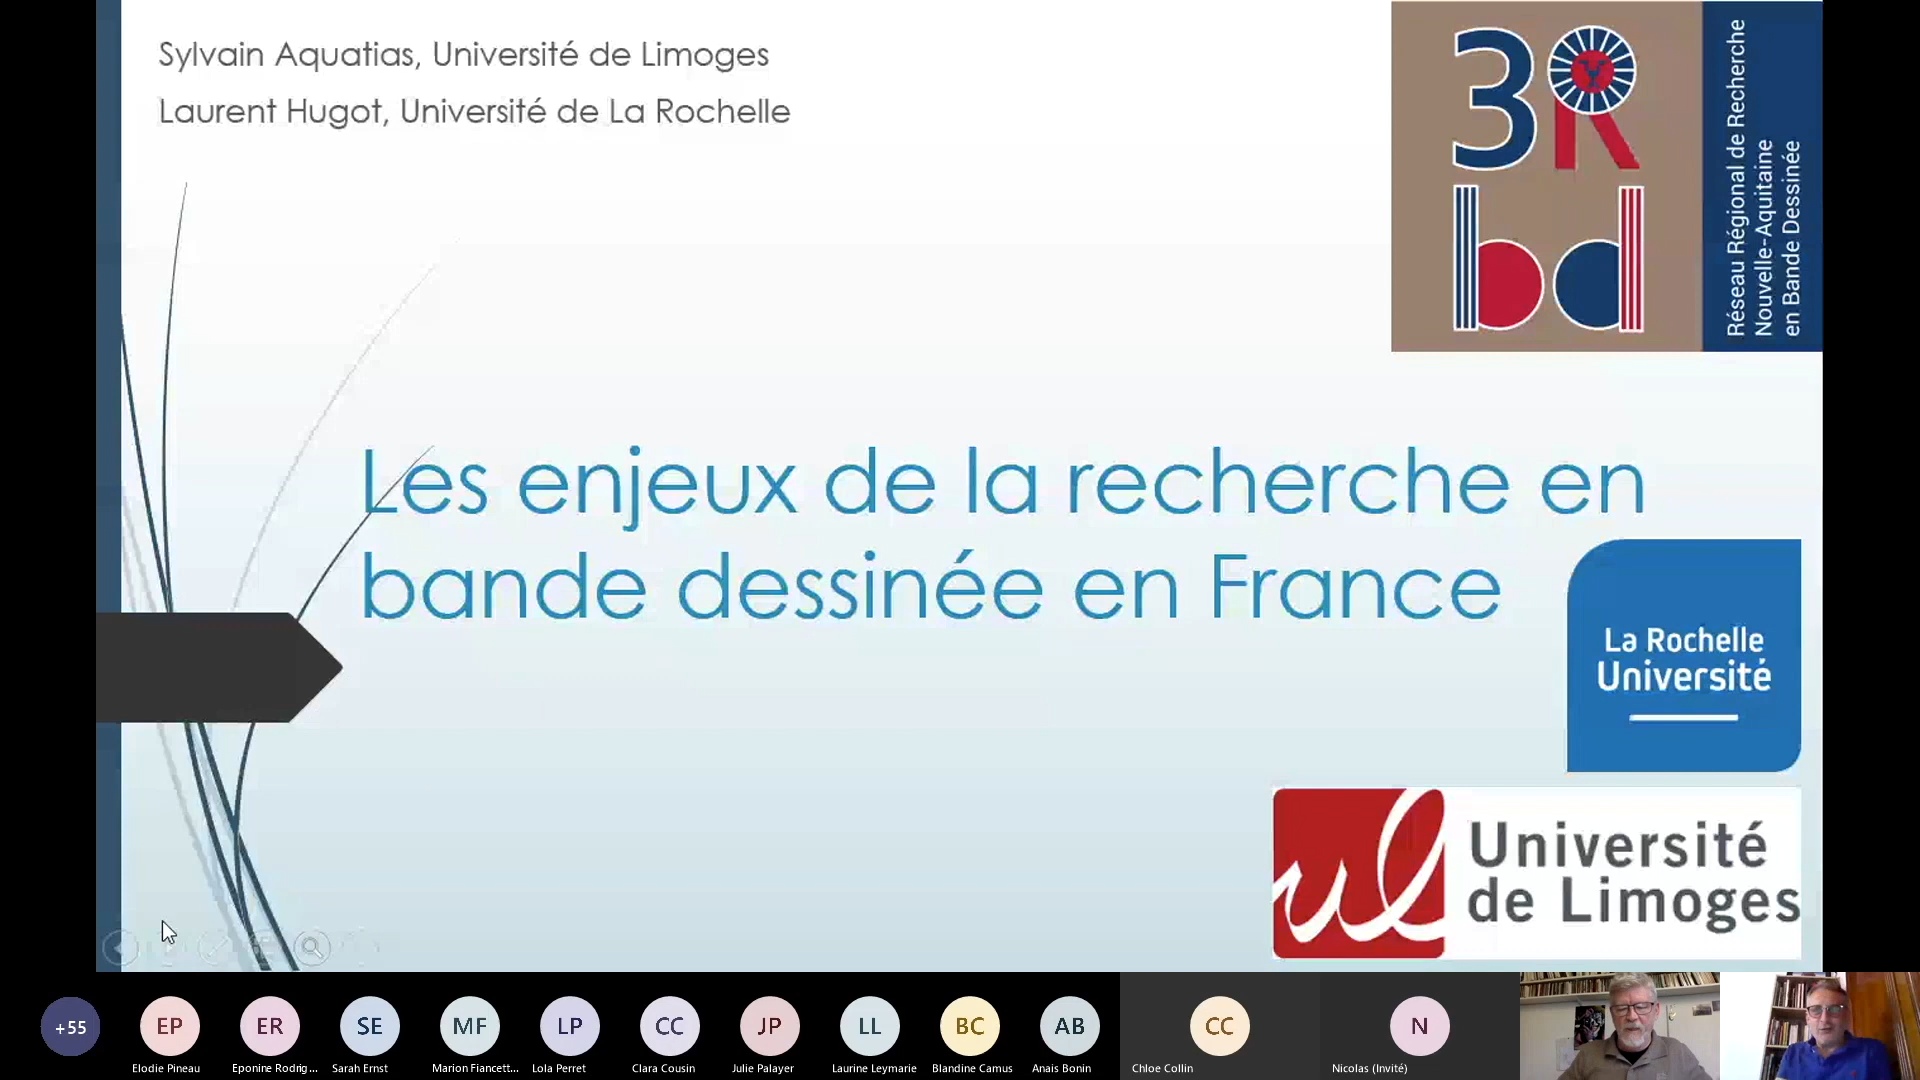 Sylvain Aquatias, Université de Limoges
Laurent Hugot, Université de La Rochelle
3R
bd
Réseau Régional de Recherche
Nouvelle-Aquitaine
en Bande Dessinée
Les enjeux de la recherche en
bande dessinée en France
La Rochelle
Université
ul
Université
de Limoges
+55
EP
ER
SE
MF
LP
CC
JP
LL
BC
AB
CC
N
Elodie Pineau
Eponine Rodrig...
Sarah Ernst
Marion Fiancett...
Lola Perret
Clara Cousin
Julie Palayer
Laurine Leymarie
Blandine Camus
Anais Bonin
Chloe Collin
Nicolas (Invité)